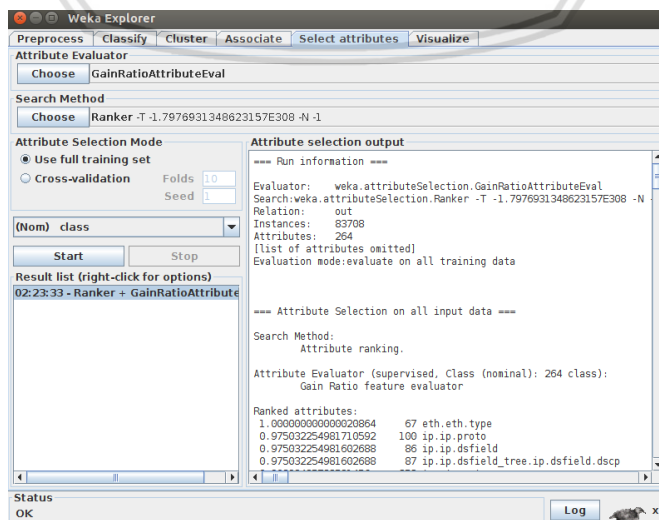 Weka Explorer
Preprocess Classify Cluster Associate Select attributes Visualize
Attribute Evaluator
Choose GainRatioAttributeEval
Search Method
Choose Ranker -T -1.7976931348623157E308 -N -1
Attribute Selection Mode
Use full training set
Cross-validation Folds 10
Seed 1
(Nom) class
Start Stop
Result list (right-click for options)
02:23:33 - Ranker + GainRatioAttribute
Attribute selection output
=== Run information ===
Evaluator: weka.attributeSelection.GainRatioAttributeEval
Search:weka.attributeSelection.Ranker -T -1.7976931348623157E308 -N -
Relation: out
Instances: 83708
Attributes: 264
[list of attributes omitted]
Evaluation mode:evaluate on all training data
=== Attribute Selection on all input data ===
Search Method:
Attribute ranking.
Attribute Evaluator (supervised, Class (nominal): 264 class):
Gain Ratio feature evaluator
Ranked attributes:
1.000000000000020864 67 eth.eth.type
0.975032254981710592 100 ip.ip.proto
0.975032254981602688 86 ip.ip.dsfield
0.975032254981602688 87 ip.ip.dsfield_tree.ip.dsfield.dscp
Status
OK
Log
x